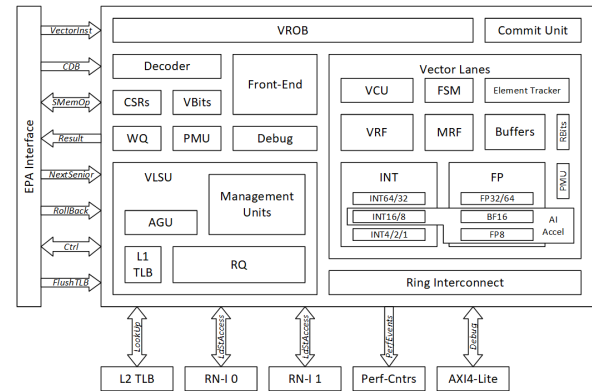 VectorInst
CDB
SMemOp
Result
NextSenior
RollBack
Ctrl
FlushTLB
EPA Interface
VROB
Commit Unit
Decoder
Front-End
CSRs
VBits
WQ
PMU
Debug
Vector Lanes
VCU
FSM
Element Tracker
VRF
MRF
Buffers
RBits
VLSU
Management
Units
AGU
L1
TLB
RQ
INT
FP
PMU
INT64/32
FP32/64
INT16/8
BF16
AI
Accel
INT4/2/1
FP8
Ring Interconnect
LookUp
LdStAccess
LdStAccess
PerfEvents
Debug
L2 TLB
RN-I 0
RN-I 1
Perf-Cntrs
AXI4-Lite